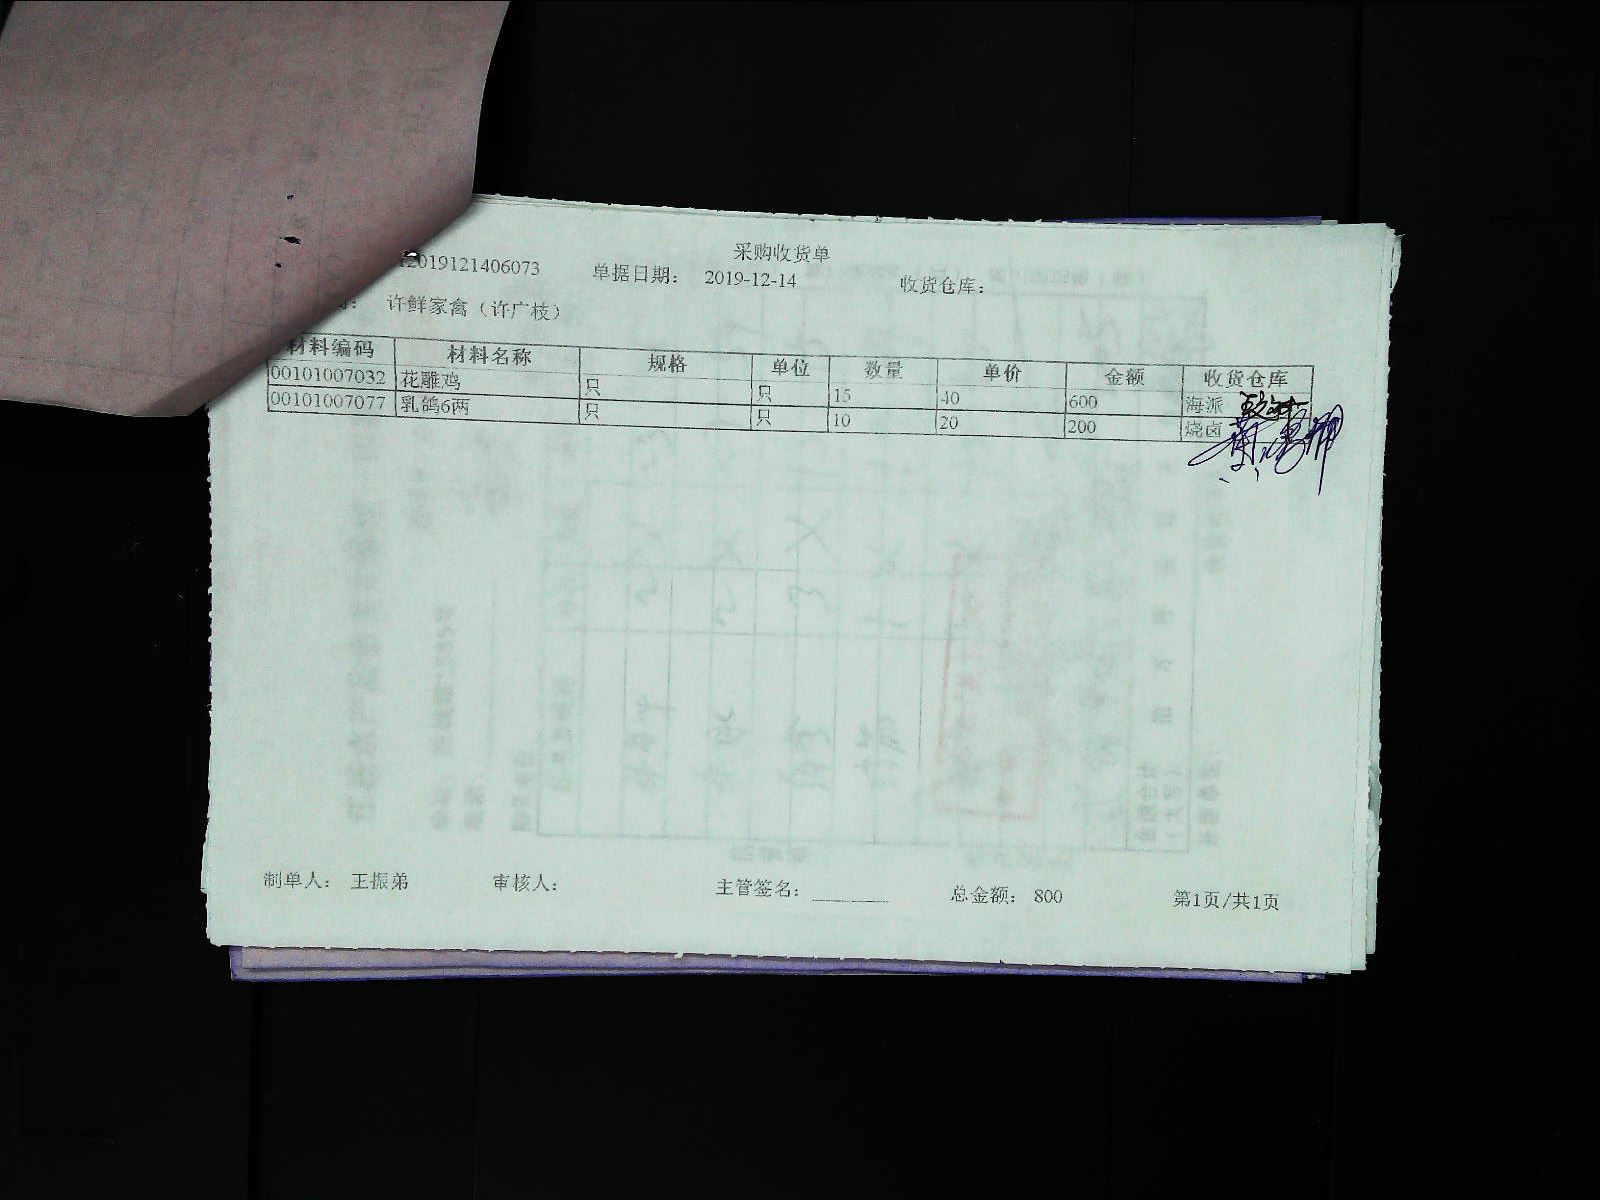 采购收货单
12019121406073 单据日期: 2019-12-14 收货仓库:
许鲜家禽（许广枝）
材料编码 材料名称 规格 单位 数量 单价 金额 收货仓库
00101007032 花雕鸡 只 只 15 40 600 海派
00101007077 乳鸽6两 只 只 10 20 200 烧卤
制单人: 王振弟 审核人: 主管签名: ________ 总金额: 800 第1页/共1页